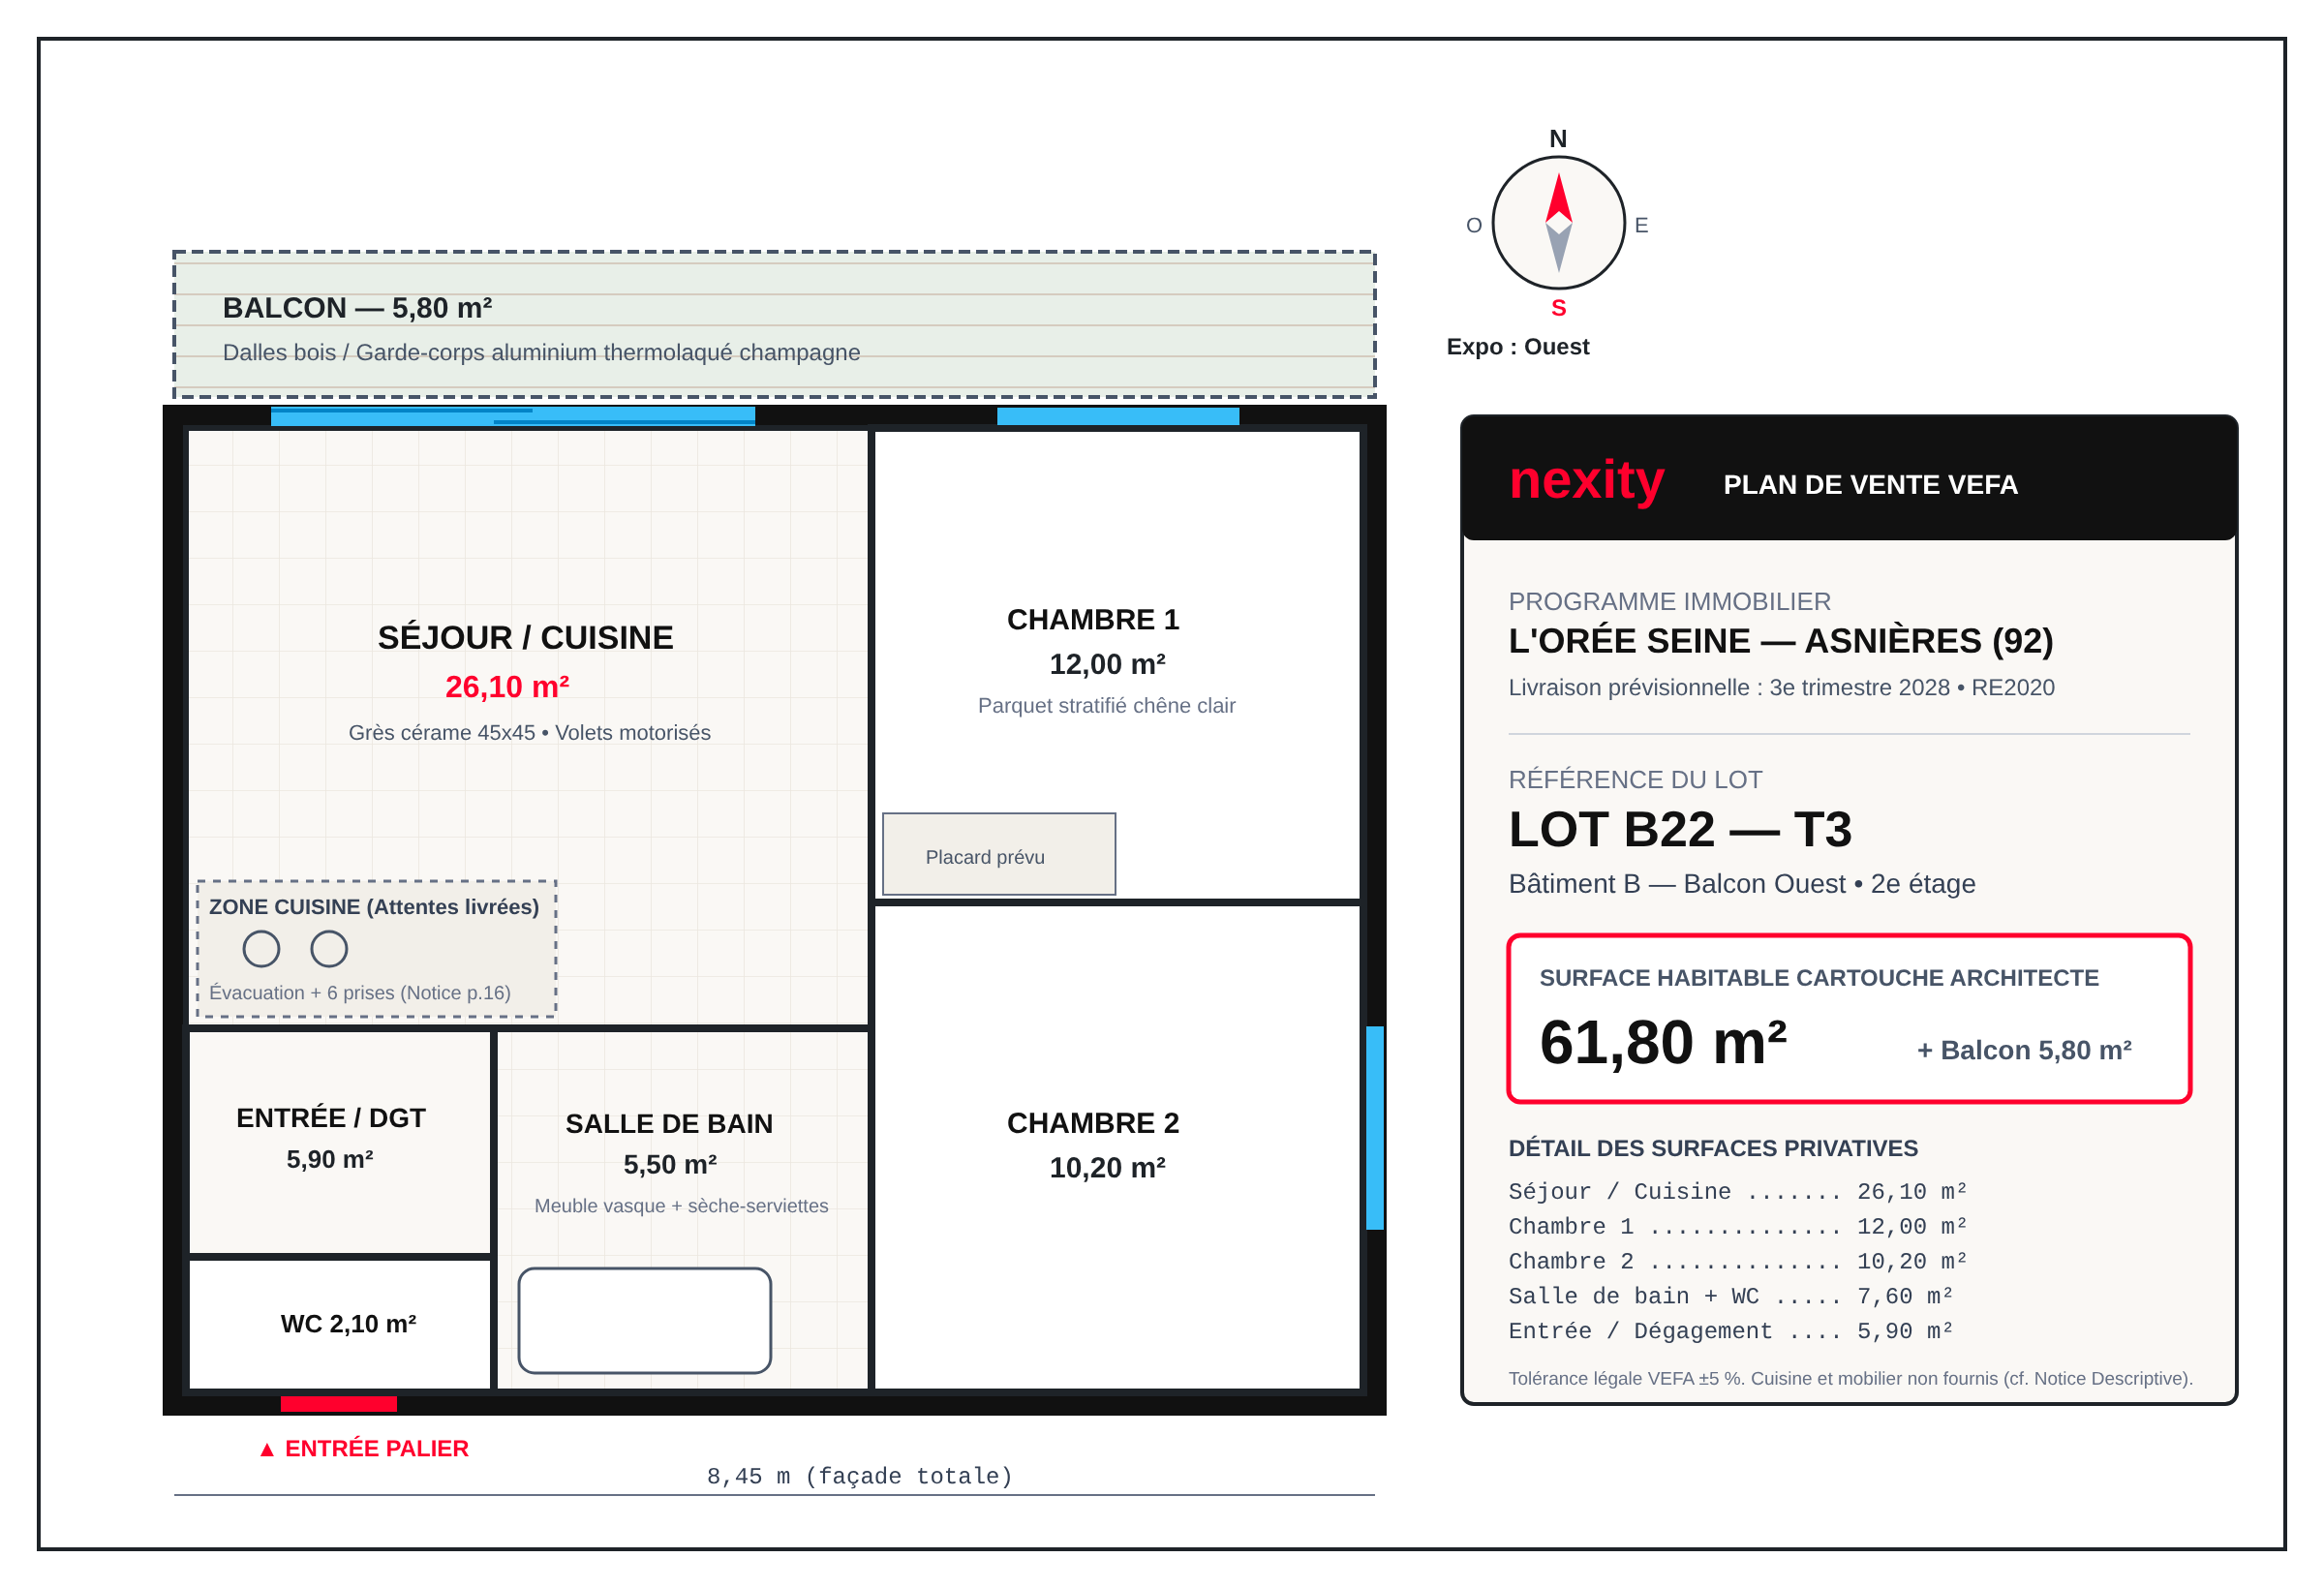 N
O
E
S
Expo : Ouest
BALCON — 5,80 m²
Dalles bois / Garde-corps aluminium thermolaqué champagne
SÉJOUR / CUISINE
26,10 m²
Grès cérame 45x45 • Volets motorisés
CHAMBRE 1
12,00 m²
Parquet stratifié chêne clair
Placard prévu
ZONE CUISINE (Attentes livrées)
Évacuation + 6 prises (Notice p.16)
ENTRÉE / DGT
5,90 m²
SALLE DE BAIN
5,50 m²
Meuble vasque + sèche-serviettes
CHAMBRE 2
10,20 m²
WC 2,10 m²
▲ ENTRÉE PALIER
8,45 m (façade totale)
nexity PLAN DE VENTE VEFA
PROGRAMME IMMOBILIER
L'ORÉE SEINE — ASNIÈRES (92)
Livraison prévisionnelle : 3e trimestre 2028 • RE2020
RÉFÉRENCE DU LOT
LOT B22 — T3
Bâtiment B — Balcon Ouest • 2e étage
SURFACE HABITABLE CARTOUCHE ARCHITECTE
61,80 m² + Balcon 5,80 m²
DÉTAIL DES SURFACES PRIVATIVES
Séjour / Cuisine ....... 26,10 m²
Chambre 1 .............. 12,00 m²
Chambre 2 .............. 10,20 m²
Salle de bain + WC ..... 7,60 m²
Entrée / Dégagement .... 5,90 m²
Tolérance légale VEFA ±5 %. Cuisine et mobilier non fournis (cf. Notice Descriptive).